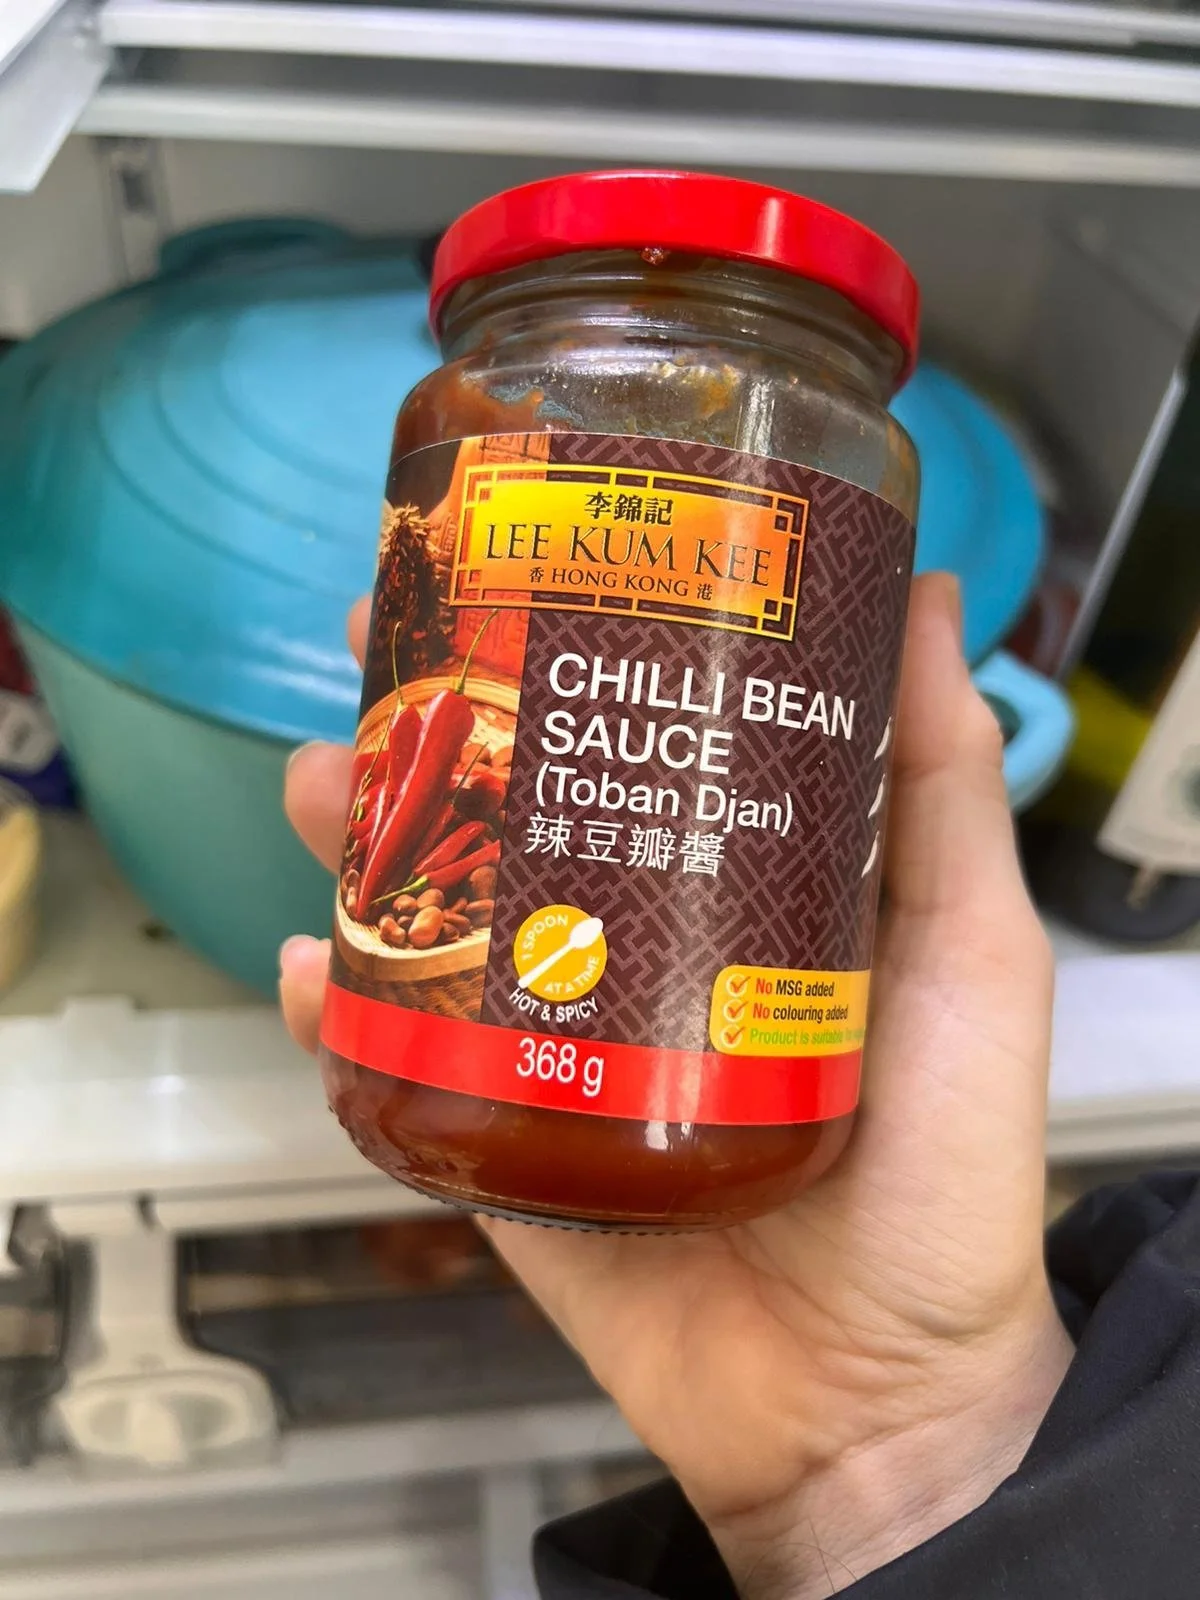 李錦記
LEE KUM KEE
香 HONG KONG 港
CHILLI BEAN
SAUCE
(Toban Djan)
辣豆瓣醬
1 SPOON
AT A TIME
HOT & SPICY
No MSG added
No colouring added
Product is suitable
368 g